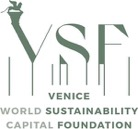 VSF
VENICE
WORLD SUSTAINABILITY
CAPITAL FOUNDATION